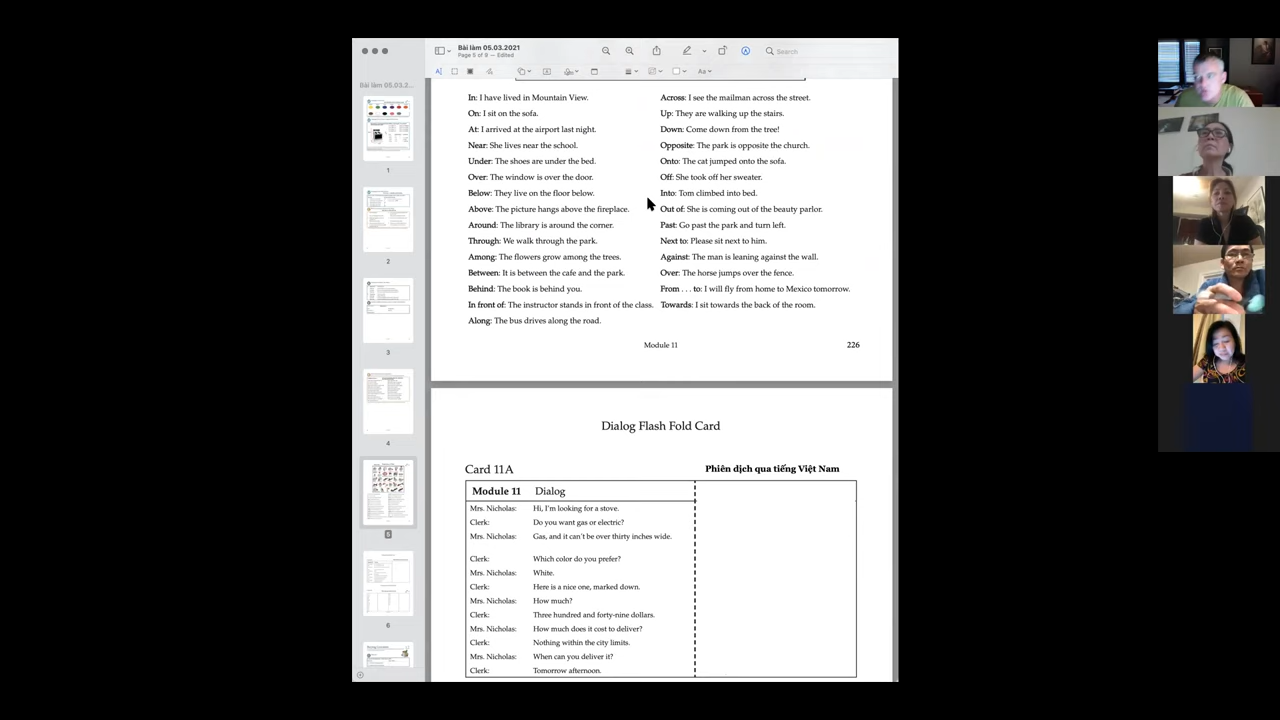 Bài làm 05.03.2021
Page 5 of 9 — Edited
Search
Bài làm 05.03.2...
1
2
3
4
5
6
In: I have lived in Mountain View.
On: I sit on the sofa.
At: I arrived at the airport last night.
Near: She lives near the school.
Under: The shoes are under the bed.
Over: The window is over the door.
Below: They live on the floor below.
Above: The picture hangs above the fireplace.
Around: The library is around the corner.
Through: We walk through the park.
Among: The flowers grow among the trees.
Between: It is between the cafe and the park.
Behind: The book is behind you.
In front of: The instructor stands in front of the class.
Along: The bus drives along the road.
Across: I see the mailman across the street.
Up: They are walking up the stairs.
Down: Come down from the tree!
Opposite: The park is opposite the church.
Onto: The cat jumped onto the sofa.
Off: She took off her sweater.
Into: Tom climbed into bed.
Out of: She is coming out of the beauty parlor.
Past: Go past the park and turn left.
Next to: Please sit next to him.
Against: The man is leaning against the wall.
Over: The horse jumps over the fence.
From . . . to: I will fly from home to Mexico tomorrow.
Towards: I sit towards the back of the room.
Module 11 226
Dialog Flash Fold Card
Card 11A Phiên dịch qua tiếng Việt Nam
Module 11 Dialog
Mrs. Nicholas: Hi, I'm looking for a stove.
Clerk: Do you want gas or electric?
Mrs. Nicholas: Gas, and it can't be over thirty inches wide.
Clerk: Which color do you prefer?
Mrs. Nicholas: White.
Clerk: Here is a nice one, marked down.
Mrs. Nicholas: How much?
Clerk: Three hundred and forty-nine dollars.
Mrs. Nicholas: How much does it cost to deliver?
Clerk: Nothing within the city limits.
Mrs. Nicholas: When can you deliver it?
Clerk: Tomorrow afternoon.